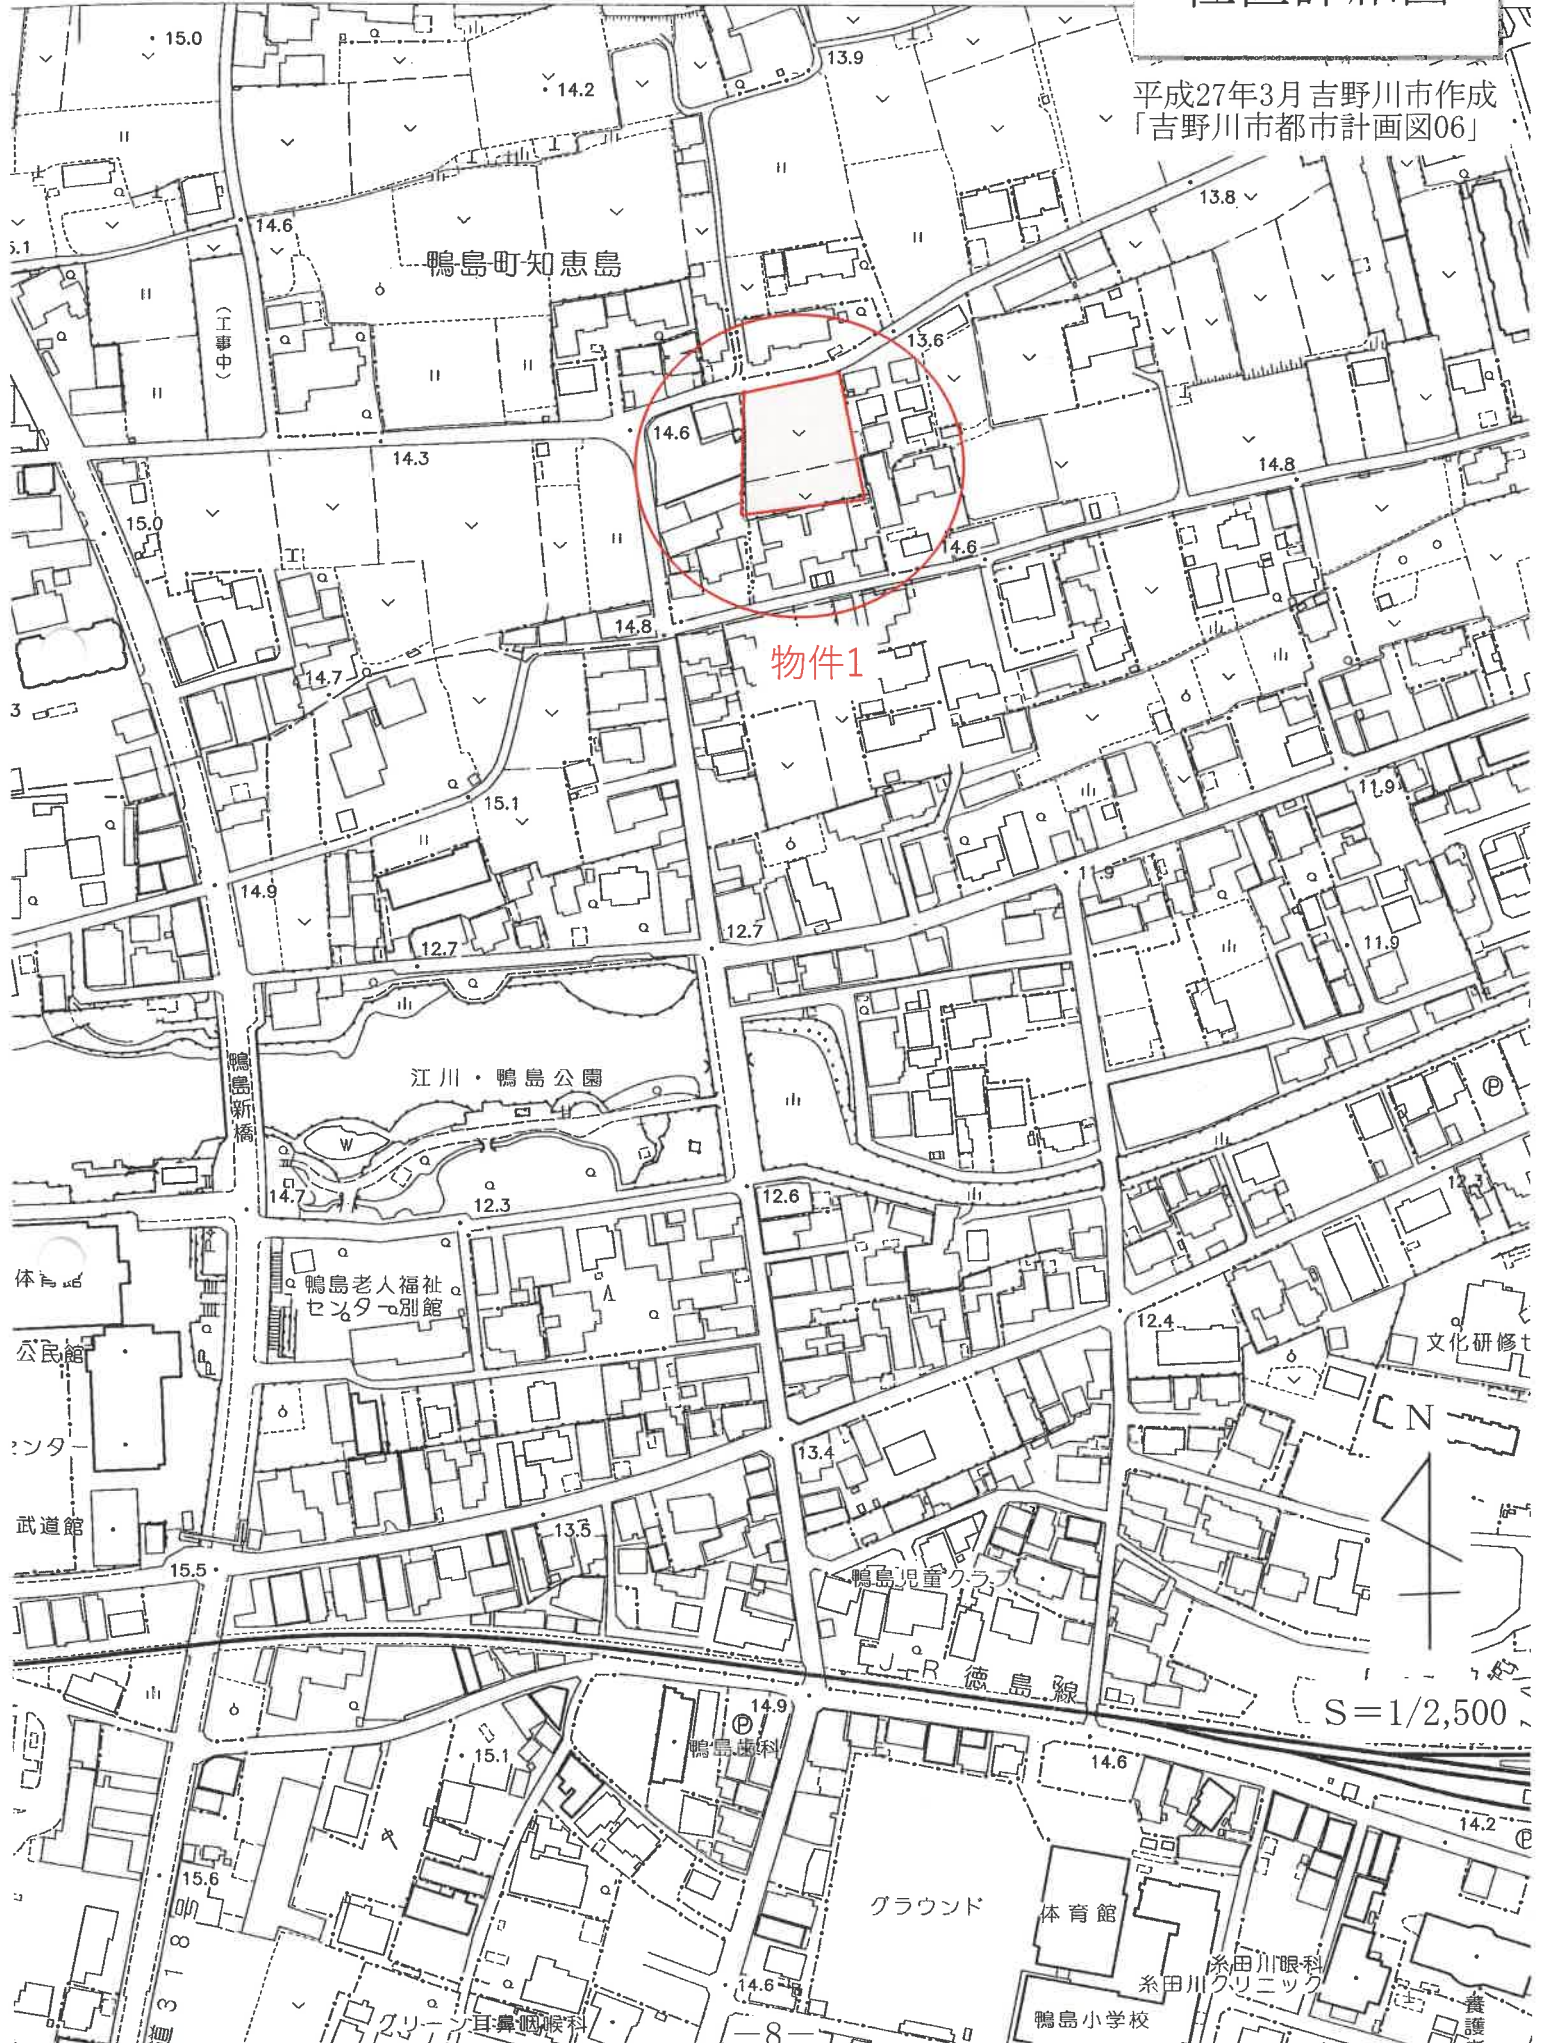 平成27年3月吉野川市作成
「吉野川市都市計画図06」
15.0
14.2
13.9
14.6
13.8
鴨島町知恵島
(工事中)
13.6
14.6
14.3
14.8
15.0
14.6
14.8
物件1
14.7
15.1
11.9
14.9
11.9
12.7
12.7
11.9
鴨島新橋
江川・鴨島公園
W
P
14.7
12.3
12.6
12.3
体育館
鴨島老人福祉
センター別館
12.4
公民館
文化研修セ
N
ンター
13.4
武道館
13.5
15.5
鴨島児童クラブ
JR徳島線
S=1/2,500
14.9
P
鴨島歯科
15.1
14.6
14.2
P
15.6
グラウンド
体育館
道318号
糸田川眼科
糸田川クリニック
14.6
鴨島小学校
グリーン耳鼻咽喉科
養護
—8—